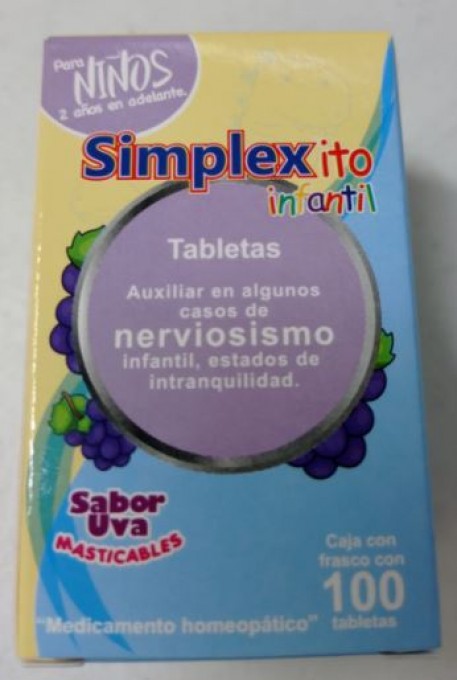 Para
NIÑOS
2 años en adelante.
Simplexito
infantil
Tabletas
Auxiliar en algunos
casos de
nerviosismo
infantil, estados de
intranquilidad.
Sabor
Uva
MASTICABLES
Caja con
frasco con
100
tabletas
"Medicamento homeopático"